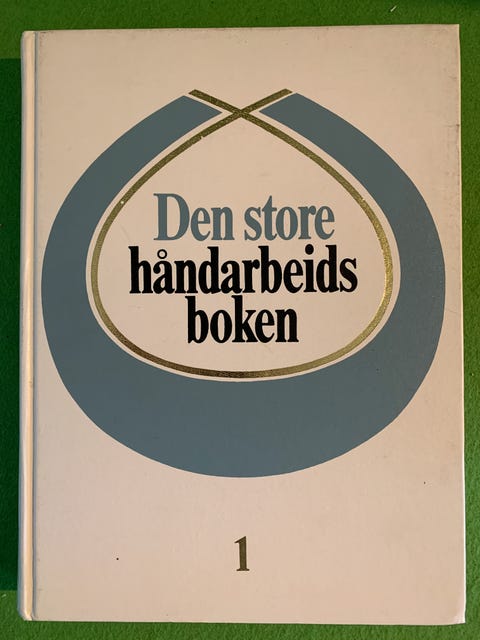 Den store
håndarbeids
boken
1